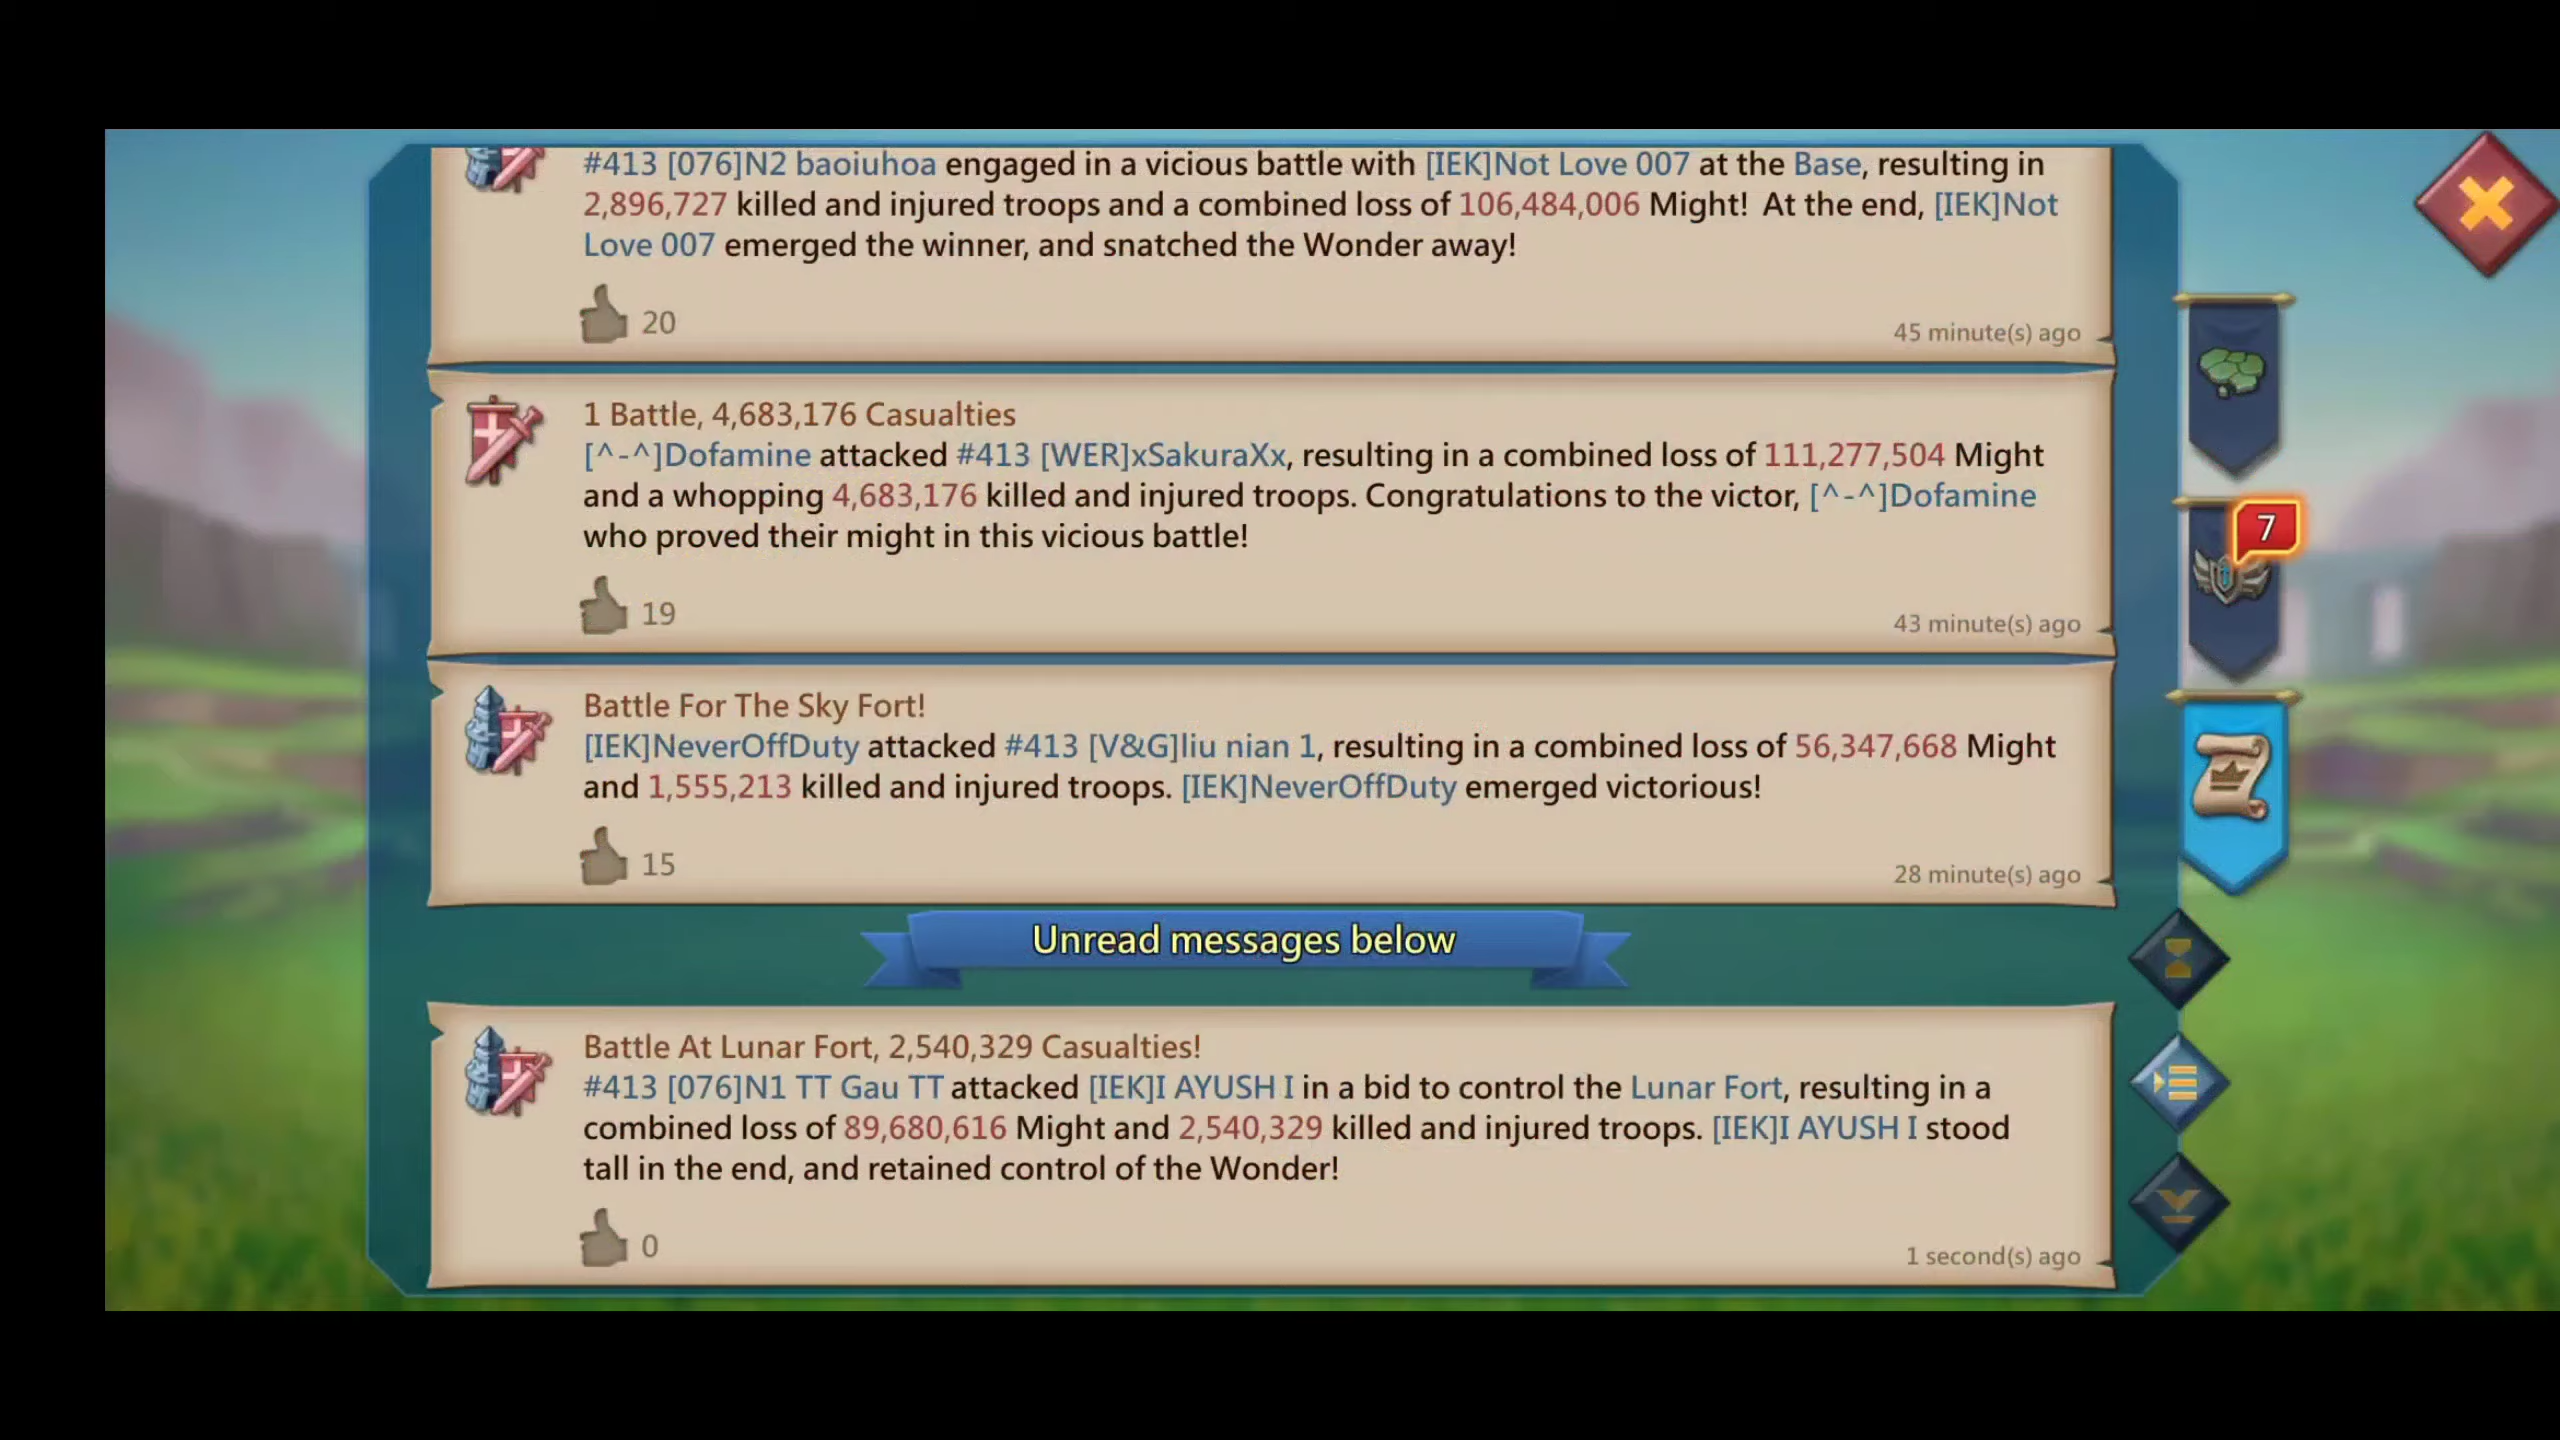 #413 [076]N2 baoiuhoa engaged in a vicious battle with [IEK]Not Love 007 at the Base, resulting in
2,896,727 killed and injured troops and a combined loss of 106,484,006 Might! At the end, [IEK]Not
Love 007 emerged the winner, and snatched the Wonder away!
20
45 minute(s) ago
1 Battle, 4,683,176 Casualties
[^-^]Dofamine attacked #413 [WER]xSakuraXx, resulting in a combined loss of 111,277,504 Might
and a whopping 4,683,176 killed and injured troops. Congratulations to the victor, [^-^]Dofamine
who proved their might in this vicious battle!
19
43 minute(s) ago
7
Battle For The Sky Fort!
[IEK]NeverOffDuty attacked #413 [V&G]liu nian 1, resulting in a combined loss of 56,347,668 Might
and 1,555,213 killed and injured troops. [IEK]NeverOffDuty emerged victorious!
15
28 minute(s) ago
Unread messages below
Battle At Lunar Fort, 2,540,329 Casualties!
#413 [076]N1 TT Gau TT attacked [IEK]I AYUSH I in a bid to control the Lunar Fort, resulting in a
combined loss of 89,680,616 Might and 2,540,329 killed and injured troops. [IEK]I AYUSH I stood
tall in the end, and retained control of the Wonder!
0
1 second(s) ago